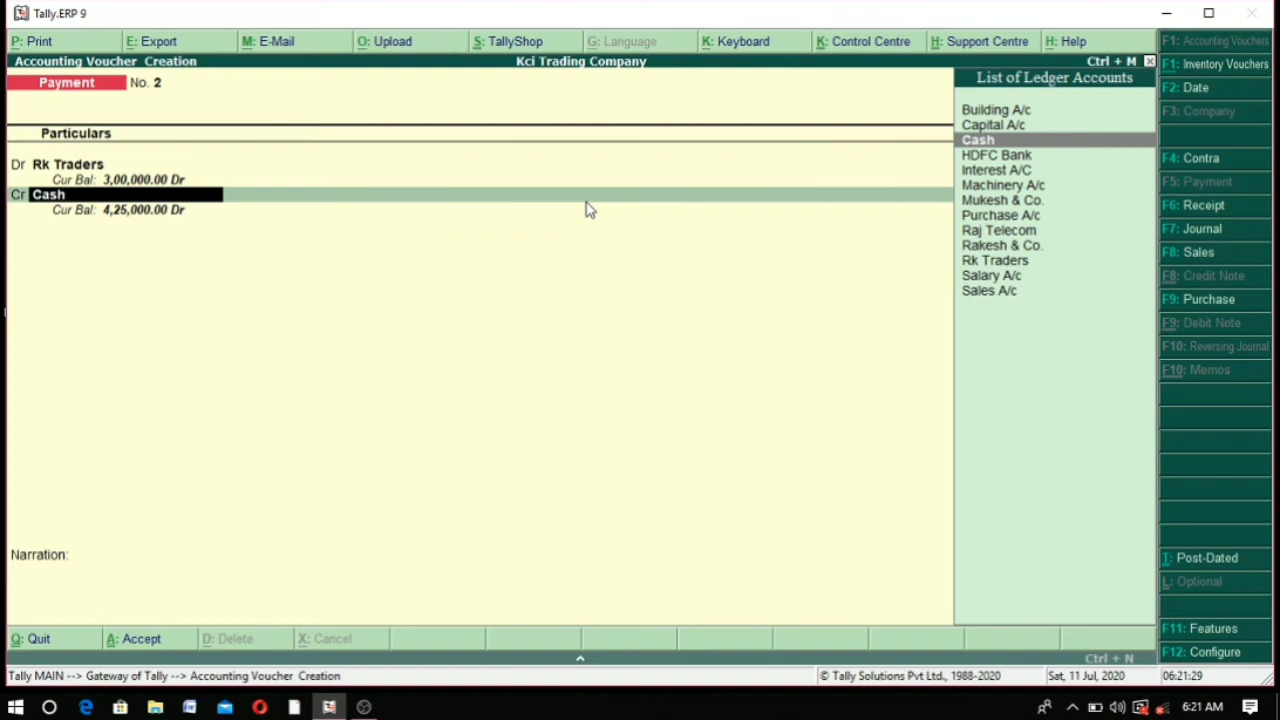 Tally.ERP 9
P: Print E: Export M: E-Mail O: Upload S: TallyShop G: Language K: Keyboard K: Control Centre H: Support Centre H: Help
Accounting Voucher Creation Kci Trading Company Ctrl + M
Payment No. 2
Particulars
Dr Rk Traders
Cur Bal: 3,00,000.00 Dr
Cr Cash
Cur Bal: 4,25,000.00 Dr
Narration:
List of Ledger Accounts
Building A/c
Capital A/c
Cash
HDFC Bank
Interest A/C
Machinery A/c
Mukesh & Co.
Purchase A/c
Raj Telecom
Rakesh & Co.
Rk Traders
Salary A/c
Sales A/c
F1: Accounting Vouchers
F1: Inventory Vouchers
F2: Date
F3: Company
F4: Contra
F5: Payment
F6: Receipt
F7: Journal
F8: Sales
F8: Credit Note
F9: Purchase
F9: Debit Note
F10: Reversing Journal
F10: Memos
T: Post-Dated
L: Optional
F11: Features
F12: Configure
Q: Quit A: Accept D: Delete X: Cancel
Ctrl + N
Tally MAIN --> Gateway of Tally --> Accounting Voucher Creation © Tally Solutions Pvt Ltd., 1988-2020 Sat, 11 Jul, 2020 06:21:29
6:21 AM